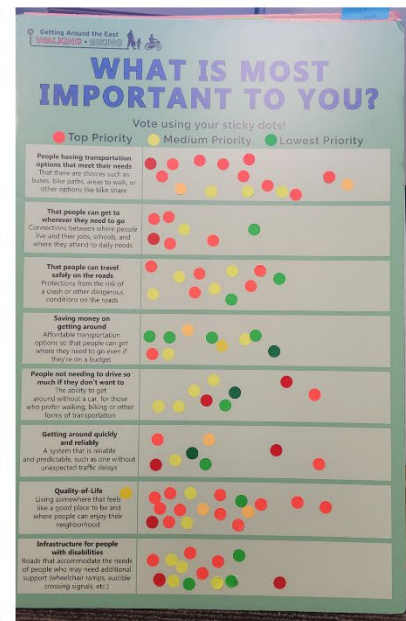 Getting Around the East
WALKING • BIKING
WHAT IS MOST
IMPORTANT TO YOU?
Vote using your sticky dots!
Top Priority Medium Priority Lowest Priority
People having transportation
options that meet their needs
That there are choices such as
buses, bike paths, areas to walk, or
other options like bike share
That people can get to
wherever they need to go
Connections between where people
live and their jobs, schools, and
where they attend to daily needs
That people can travel
safely on the roads
Protections from the risk of
a crash or other dangerous
conditions on the roads
Saving money on
getting around
Affordable transportation
options so that people can get
where they need to go even if
they're on a budget
People not needing to drive so
much if they don't want to
The ability to get
around without a car, for those
who prefer walking, biking or other
forms of transportation
Getting around quickly
and reliably
A system that is reliable
and predictable, such as one without
unexpected traffic delays
Quality-of-Life
Living somewhere that feels
like a good place to be and
where people can enjoy their
neighborhood
Infrastructure for people
with disabilities
Roads that accommodate the needs
of people who may need additional
support (wheelchair ramps, audible
crossing signals, etc.)